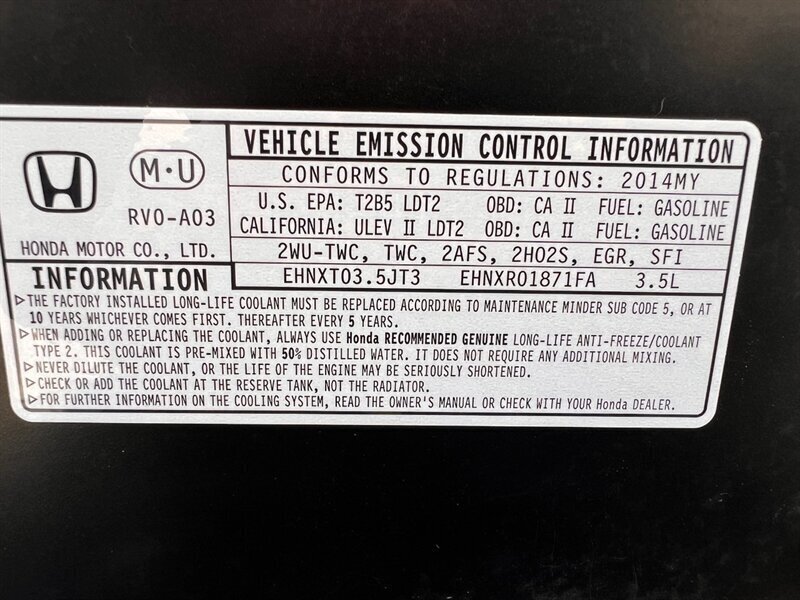 VEHICLE EMISSION CONTROL INFORMATION
M·U
CONFORMS TO REGULATIONS: 2014MY
RV0-A03
U.S. EPA: T2B5 LDT2 OBD: CA II FUEL: GASOLINE
CALIFORNIA: ULEV II LDT2 OBD: CA II FUEL: GASOLINE
HONDA MOTOR CO., LTD.
2WU-TWC, TWC, 2AFS, 2HO2S, EGR, SFI
INFORMATION
EHNXT03.5JT3 EHNXR01871FA 3.5L
▷THE FACTORY INSTALLED LONG-LIFE COOLANT MUST BE REPLACED ACCORDING TO MAINTENANCE MINDER SUB CODE 5, OR AT
10 YEARS WHICHEVER COMES FIRST. THEREAFTER EVERY 5 YEARS.
▷WHEN ADDING OR REPLACING THE COOLANT, ALWAYS USE Honda RECOMMENDED GENUINE LONG-LIFE ANTI-FREEZE/COOLANT
TYPE 2. THIS COOLANT IS PRE-MIXED WITH 50% DISTILLED WATER. IT DOES NOT REQUIRE ANY ADDITIONAL MIXING.
▷NEVER DILUTE THE COOLANT, OR THE LIFE OF THE ENGINE MAY BE SERIOUSLY SHORTENED.
▷CHECK OR ADD THE COOLANT AT THE RESERVE TANK, NOT THE RADIATOR.
▷FOR FURTHER INFORMATION ON THE COOLING SYSTEM, READ THE OWNER'S MANUAL OR CHECK WITH YOUR Honda DEALER.